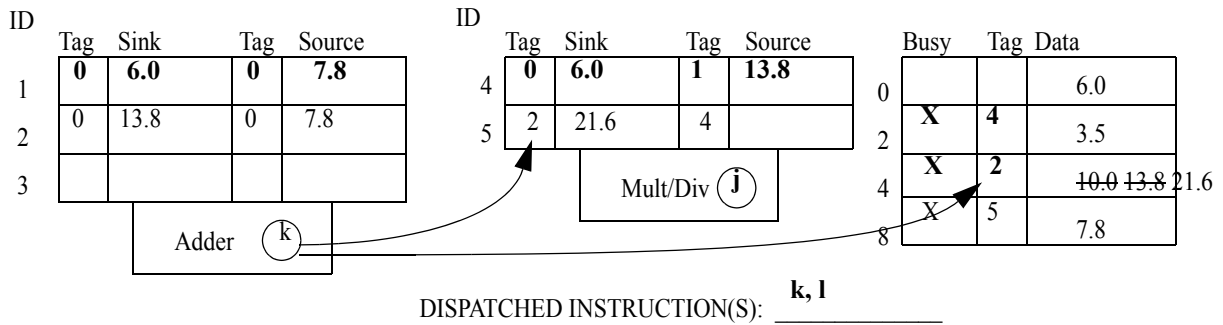 ID
Tag Sink Tag Source
1 0 6.0 0 7.8
2 0 13.8 0 7.8
3
Adder k
ID
Tag Sink Tag Source
4 0 6.0 1 13.8
5 2 21.6 4
Mult/Div j
Busy Tag Data
0 6.0
2 X 4 3.5
4 X 2 10.0 13.8 21.6
8 X 5 7.8
DISPATCHED INSTRUCTION(S): k, l